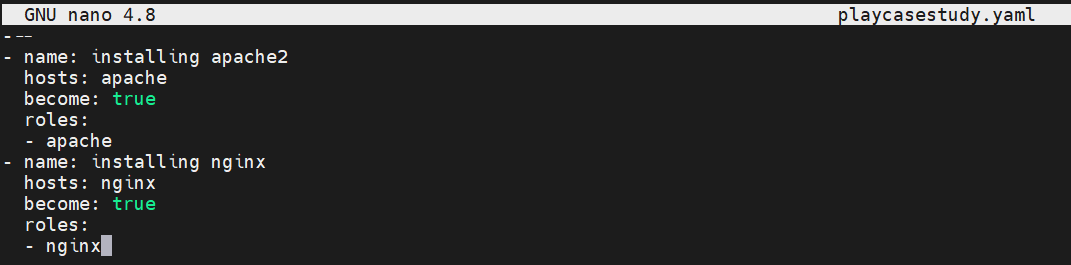 GNU nano 4.8 playcasestudy.yaml
---
- name: installing apache2
  hosts: apache
  become: true
  roles:
  - apache
- name: installing nginx
  hosts: nginx
  become: true
  roles:
  - nginx